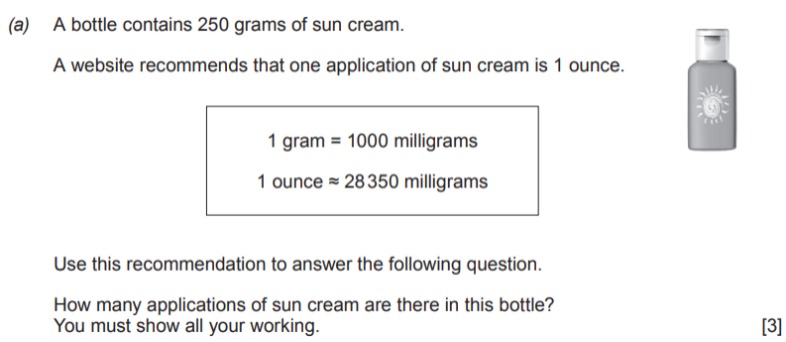 (a) A bottle contains 250 grams of sun cream.
A website recommends that one application of sun cream is 1 ounce.
1 gram = 1000 milligrams
1 ounce ≈ 28 350 milligrams
Use this recommendation to answer the following question.
How many applications of sun cream are there in this bottle?
You must show all your working. [3]